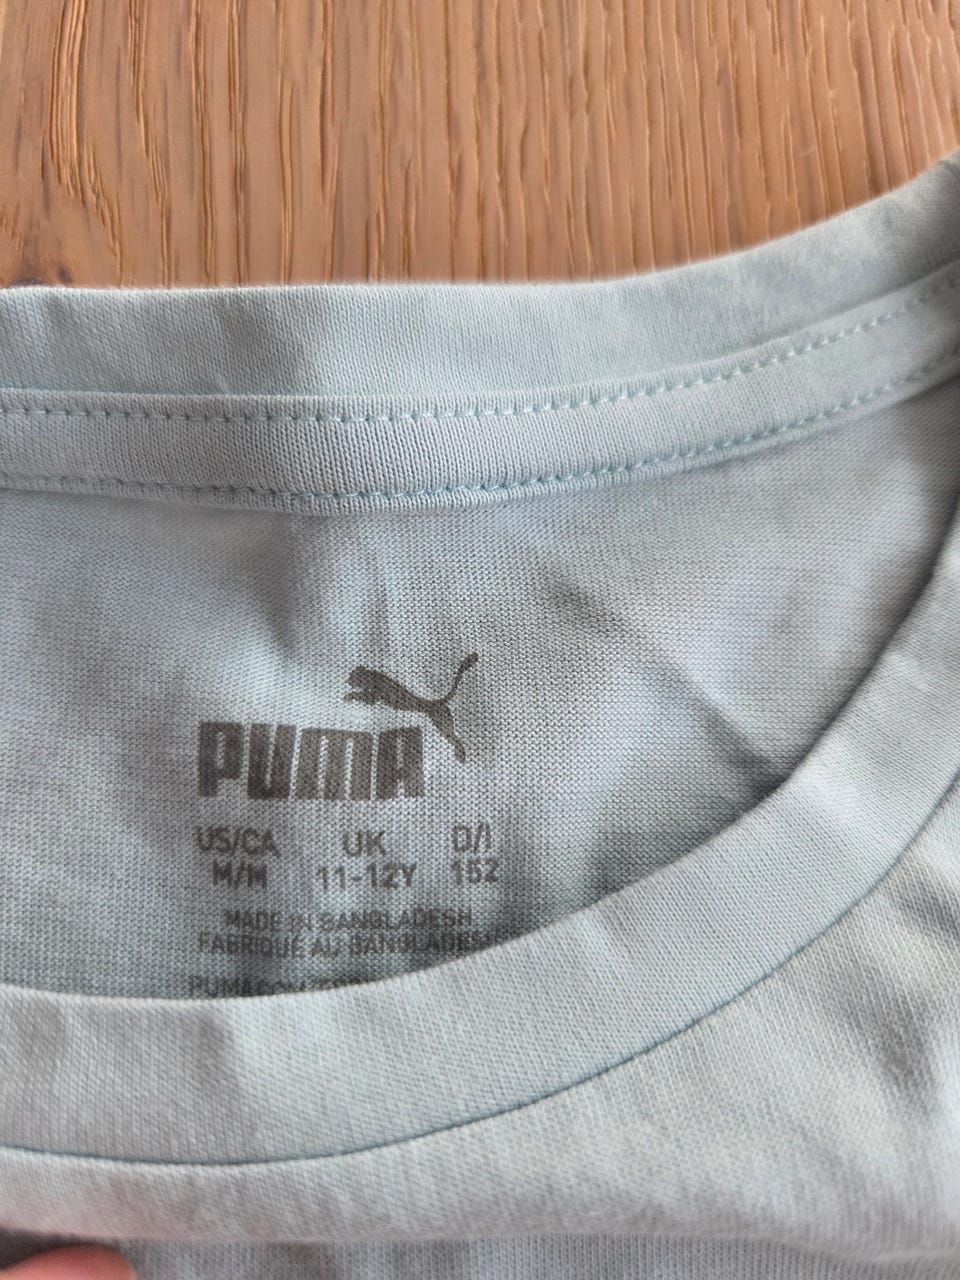 PUMA
US/CA UK D/I
M/M 11-12Y 152
MADE IN BANGLADESH
FABRIQUÉ AU BANGLADESH